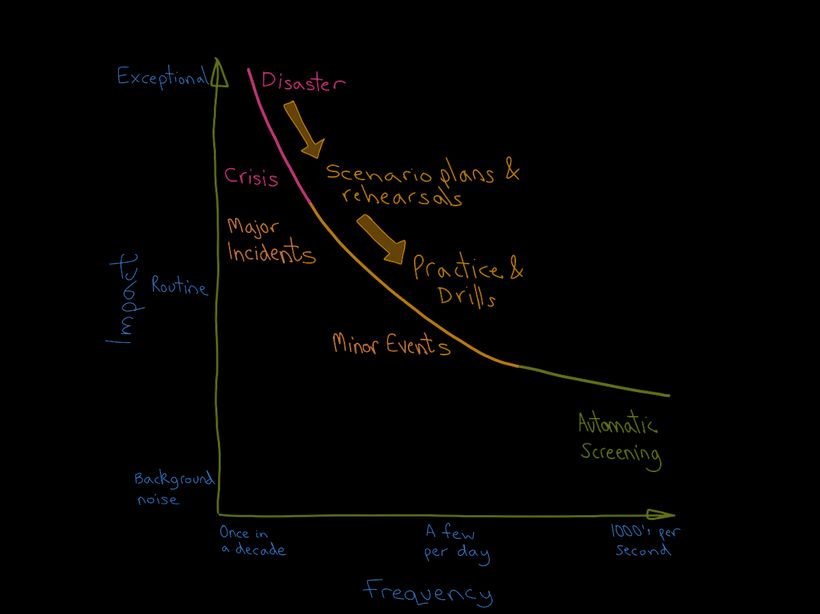 Exceptional
Disaster
Crisis
Scenario plans &
rehearsals
Major
Incidents
Impact
Routine
Practice &
Drills
Minor Events
Automatic
Screening
Background
noise
Once in
a decade
A few
per day
1000's per
second
Frequency